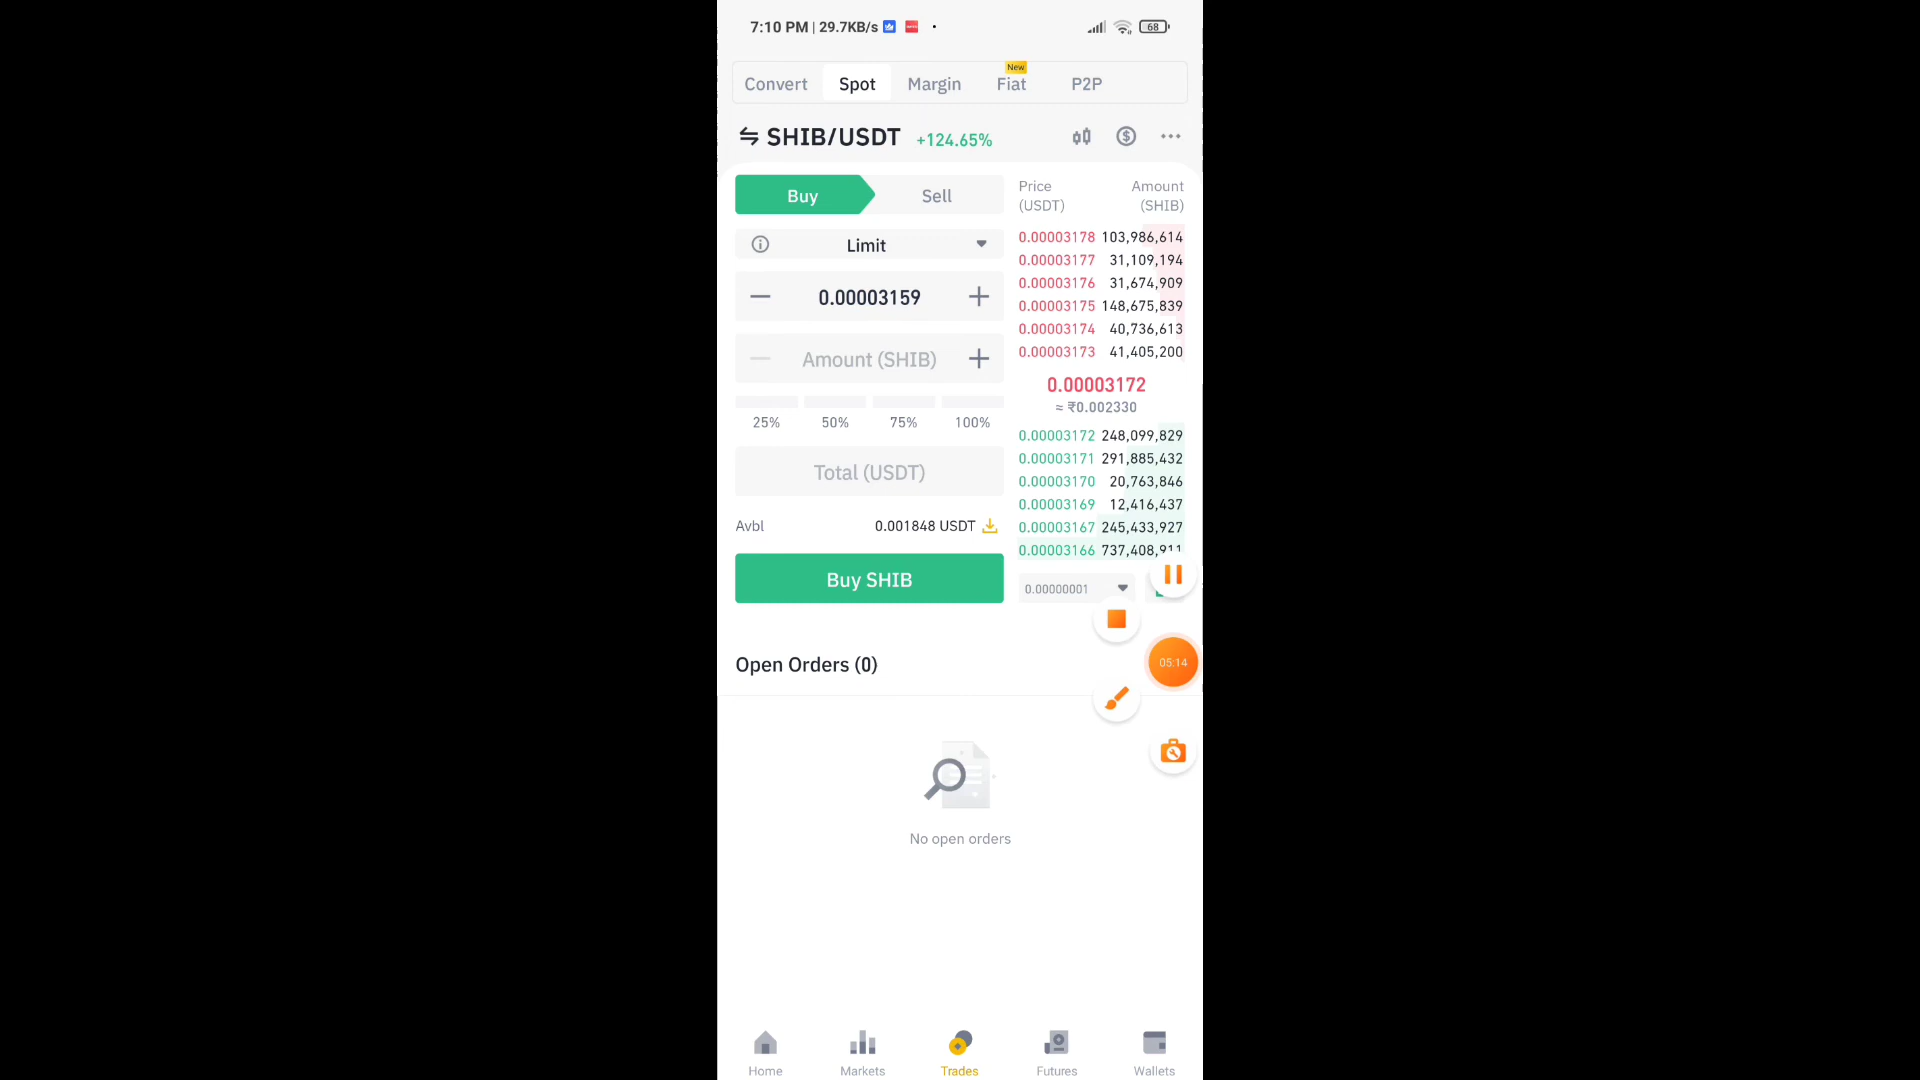 7:10 PM | 29.7KB/s
68
Convert Spot Margin Fiat New P2P
SHIB/USDT +124.65%
Buy Sell
Limit
0.00003159
Amount (SHIB)
25% 50% 75% 100%
Total (USDT)
Avbl 0.001848 USDT
Buy SHIB
Price (USDT) Amount (SHIB)
0.00003178 103,986,614
0.00003177 31,109,194
0.00003176 31,674,909
0.00003175 148,675,839
0.00003174 40,736,613
0.00003173 41,405,200
0.00003172
≈ ₹0.002330
0.00003172 248,099,829
0.00003171 291,885,432
0.00003170 20,763,846
0.00003169 12,416,437
0.00003167 245,433,927
0.00003166 737,408,911
0.00000001
05:14
Open Orders (0)
No open orders
Home Markets Trades Futures Wallets